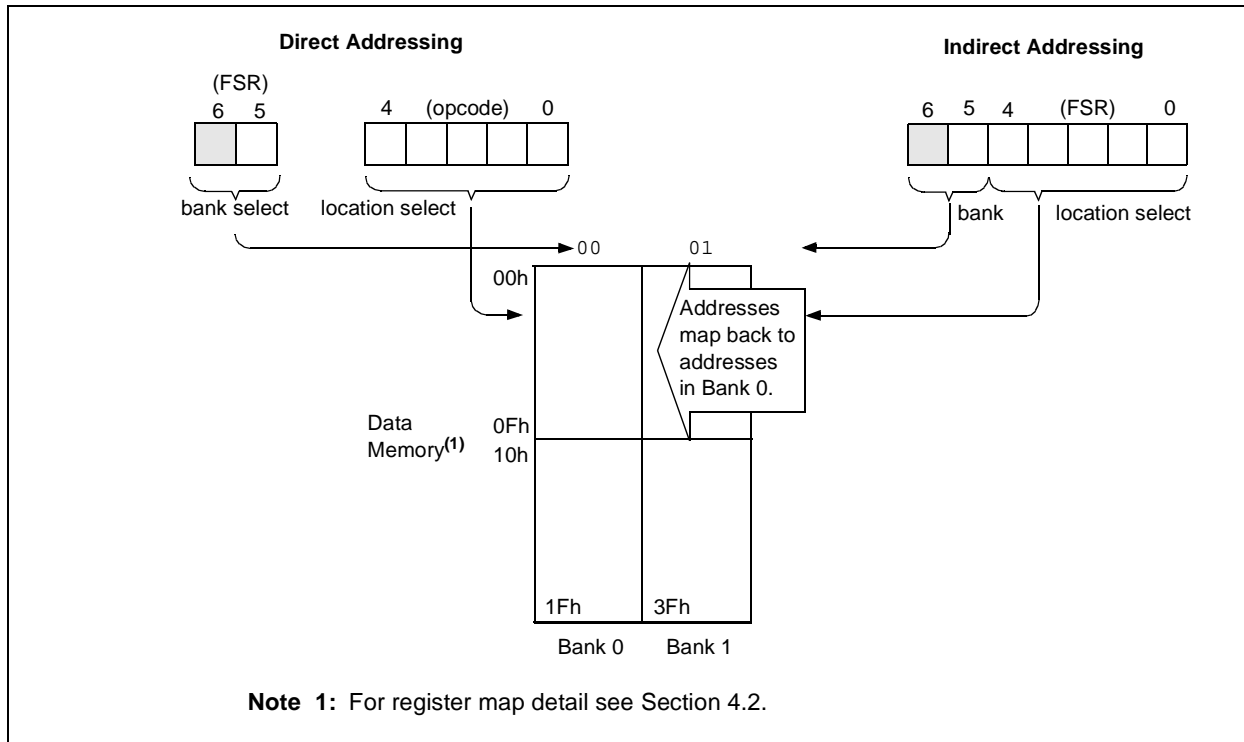 Direct Addressing
(FSR)
6 5
4 (opcode) 0
bank select
location select
Indirect Addressing
6 5 4 (FSR) 0
bank
location select
00 01
00h
Addresses
map back to
addresses
in Bank 0.
Data
Memory(1)
0Fh
10h
1Fh
3Fh
Bank 0
Bank 1
Note 1: For register map detail see Section 4.2.